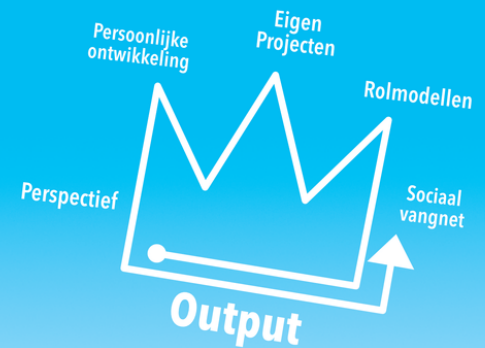 Persoonlijke
ontwikkeling
Eigen
Projecten
Rolmodellen
Perspectief
Sociaal
vangnet
Output